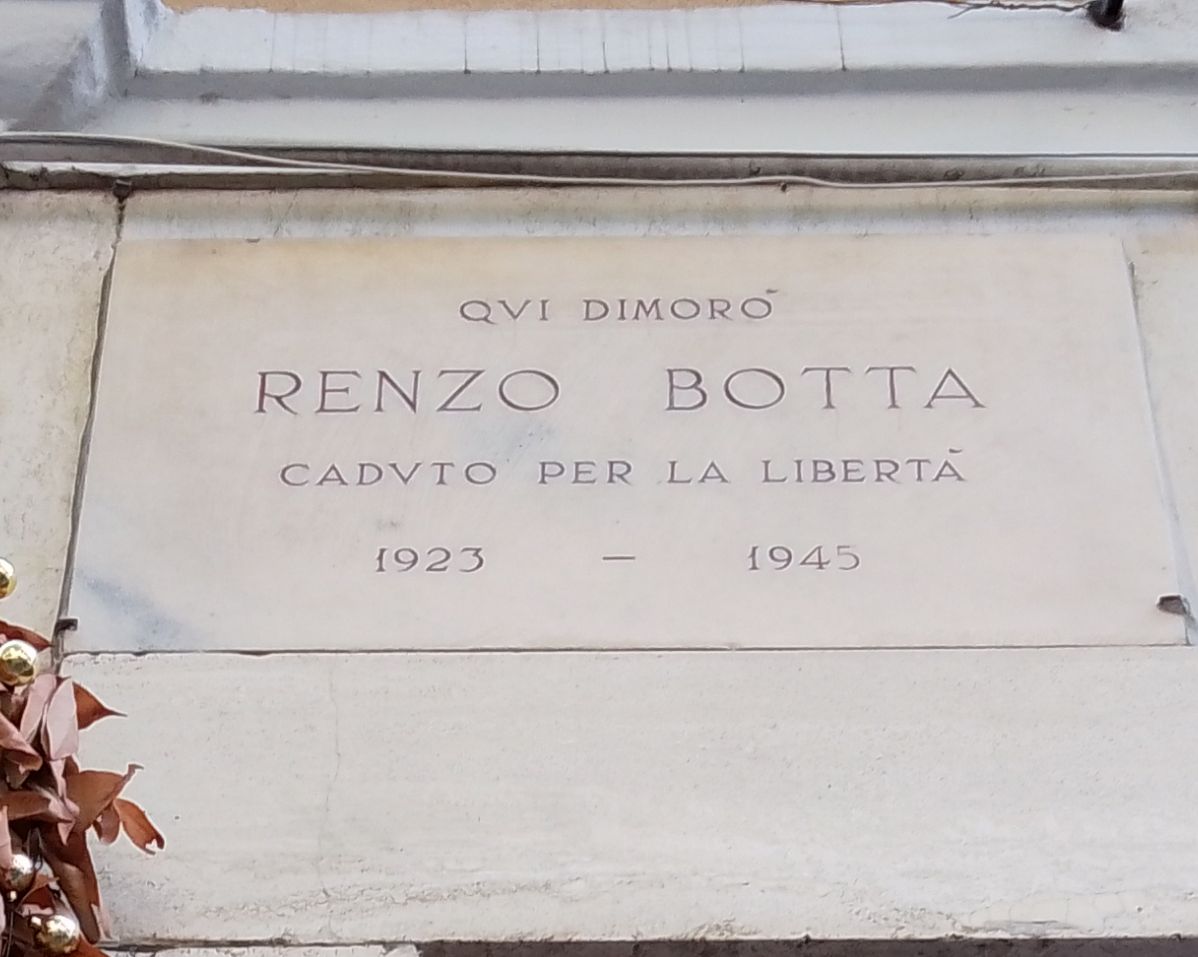 QVI DIMORÒ
RENZO BOTTA
CADVTO PER LA LIBERTÀ
1923 – 1945